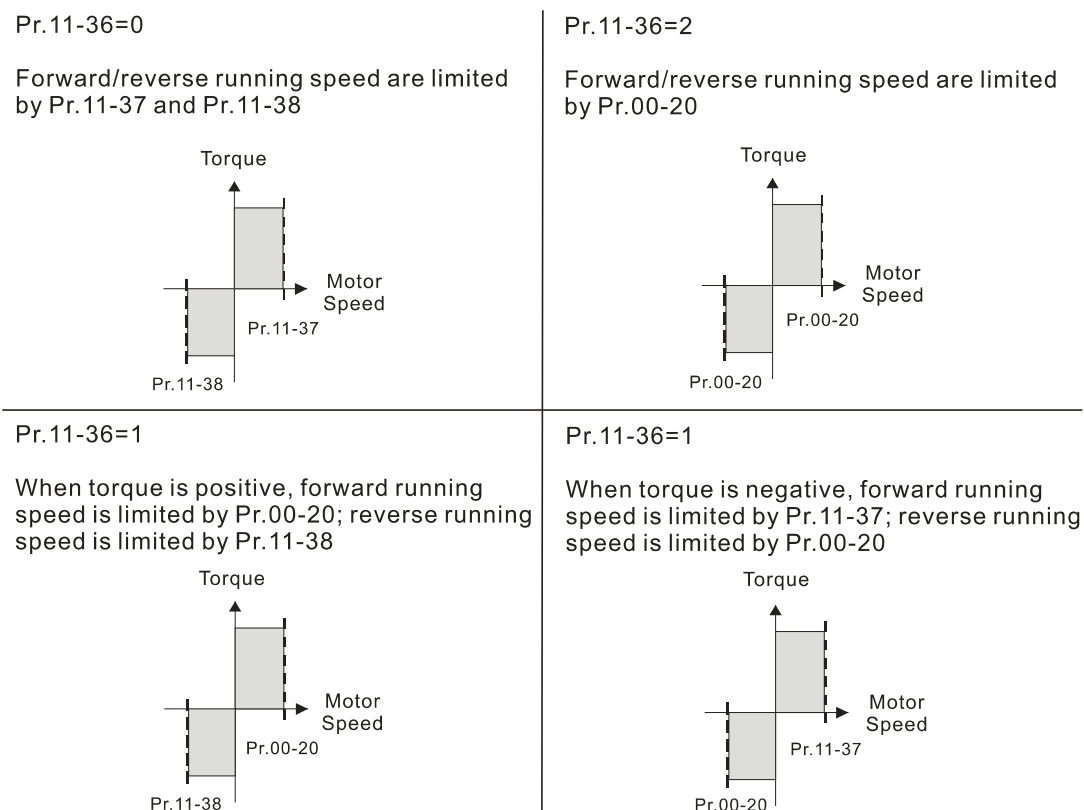 Pr.11-36=0
Forward/reverse running speed are limited
by Pr.11-37 and Pr.11-38
Torque
Motor
Speed
Pr.11-37
Pr.11-38
Pr.11-36=2
Forward/reverse running speed are limited
by Pr.00-20
Torque
Motor
Speed
Pr.00-20
Pr.00-20
Pr.11-36=1
When torque is positive, forward running
speed is limited by Pr.00-20; reverse running
speed is limited by Pr.11-38
Torque
Motor
Speed
Pr.00-20
Pr.11-38
Pr.11-36=1
When torque is negative, forward running
speed is limited by Pr.11-37; reverse running
speed is limited by Pr.00-20
Torque
Motor
Speed
Pr.11-37
Pr.00-20